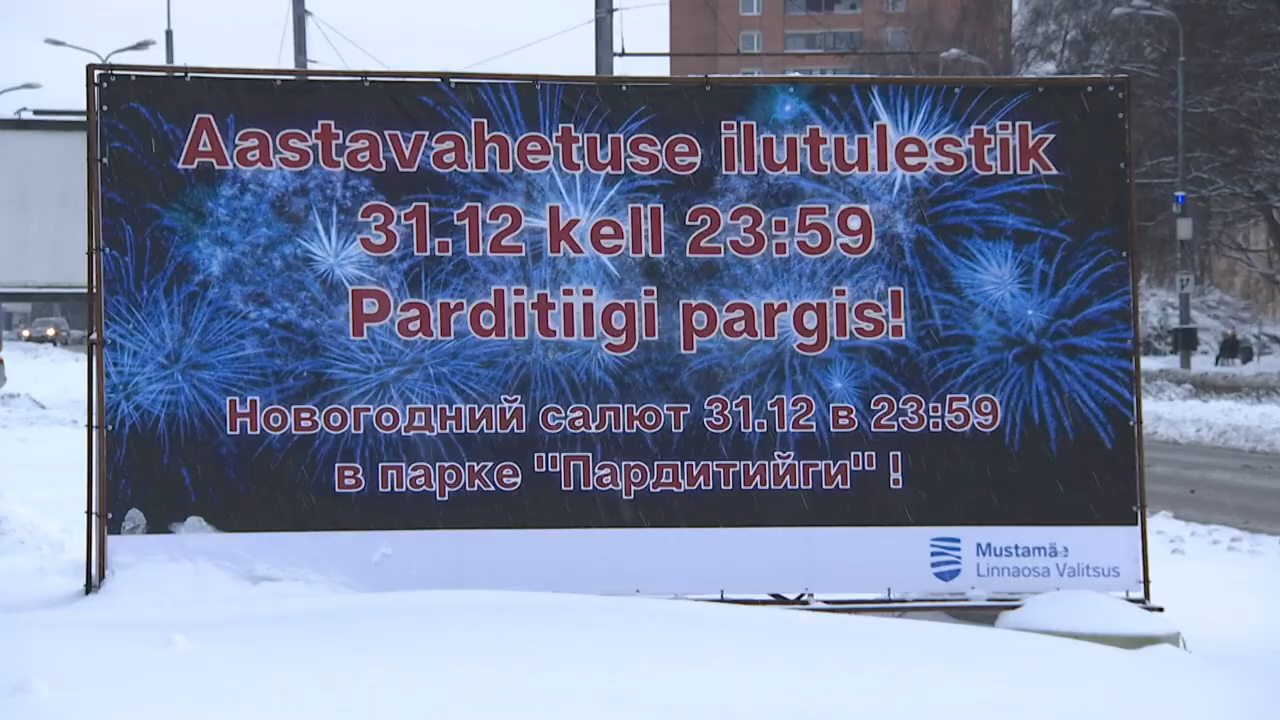 Aastavahetuse ilutulestik
31.12 kell 23:59
Parditiigi pargis!
Новогодний салют 31.12 в 23:59
в парке "Пардитийги" !
Mustamäe
Linnaosa Valitsus